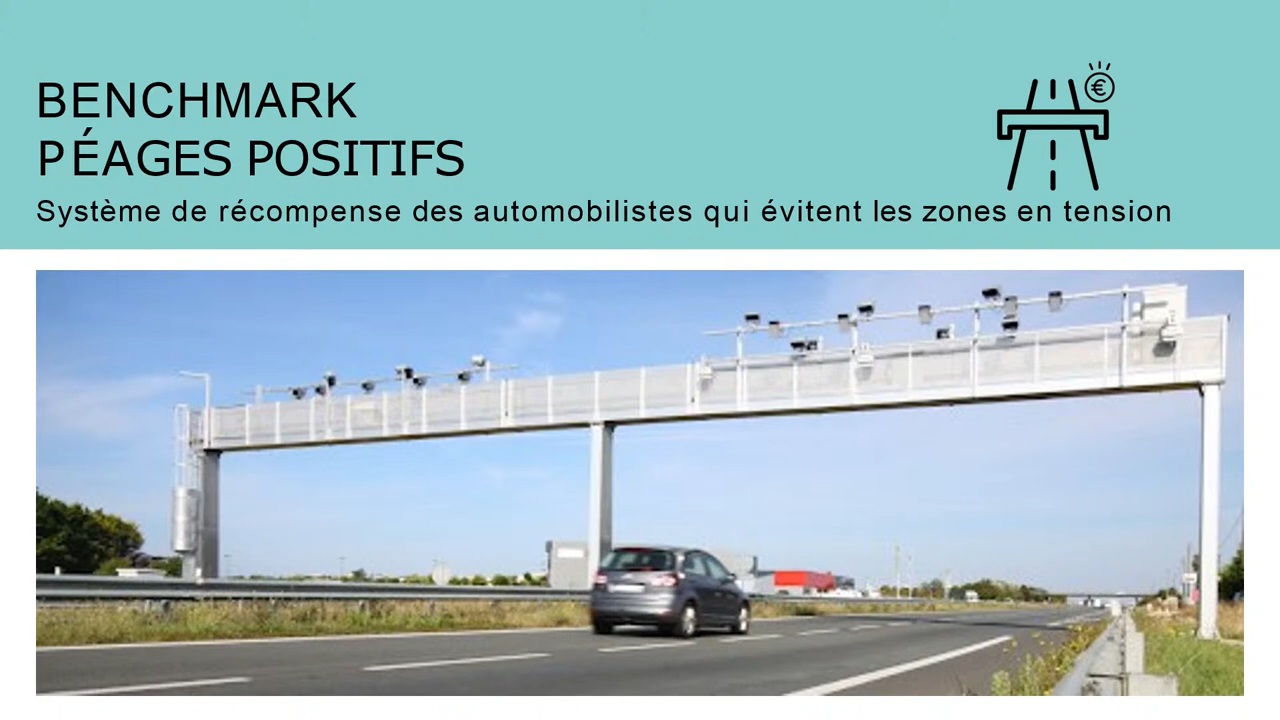 BENCHMARK
PÉAGES POSITIFS
€
Système de récompense des automobilistes qui évitent les zones en tension